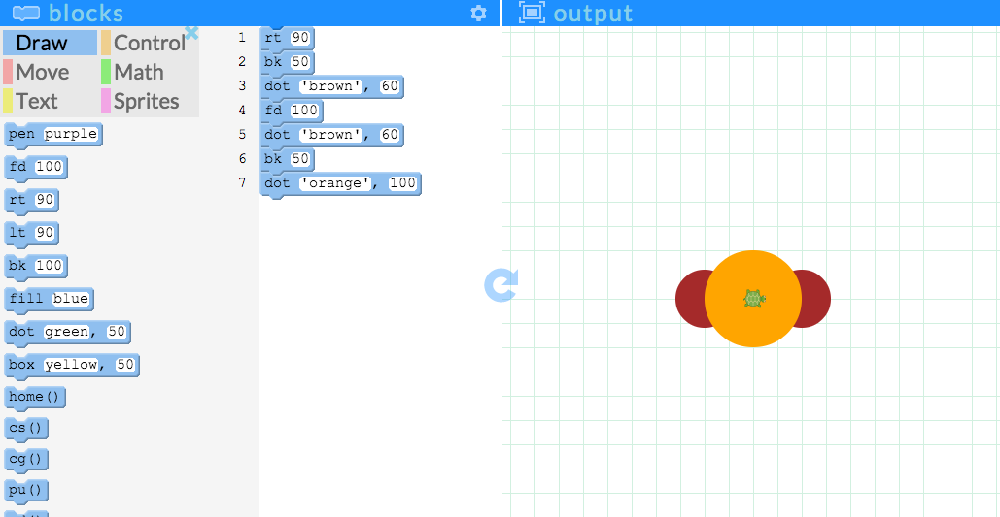 blocks
output
Draw Control
Move Math
Text Sprites
pen purple
fd 100
rt 90
lt 90
bk 100
fill blue
dot green, 50
box yellow, 50
home()
cs()
cg()
pu()
1 rt 90
2 bk 50
3 dot 'brown', 60
4 fd 100
5 dot 'brown', 60
6 bk 50
7 dot 'orange', 100